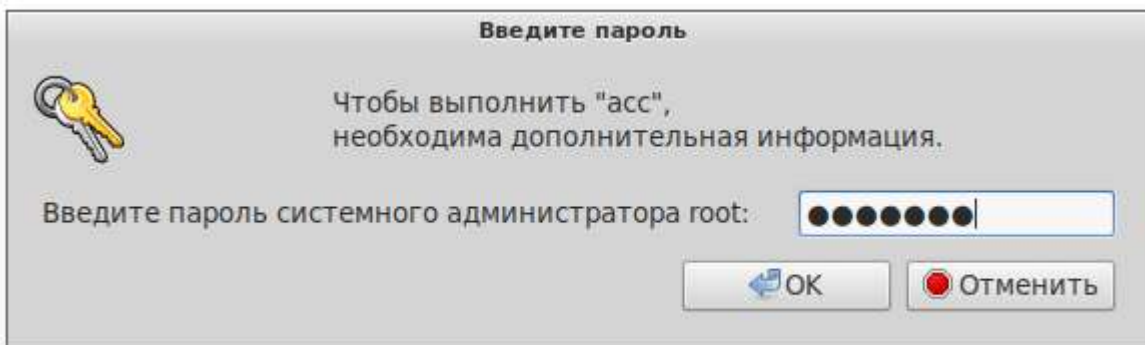 Введите пароль
Чтобы выполнить "acc",
необходима дополнительная информация.
Введите пароль системного администратора root:
OK
Отменить